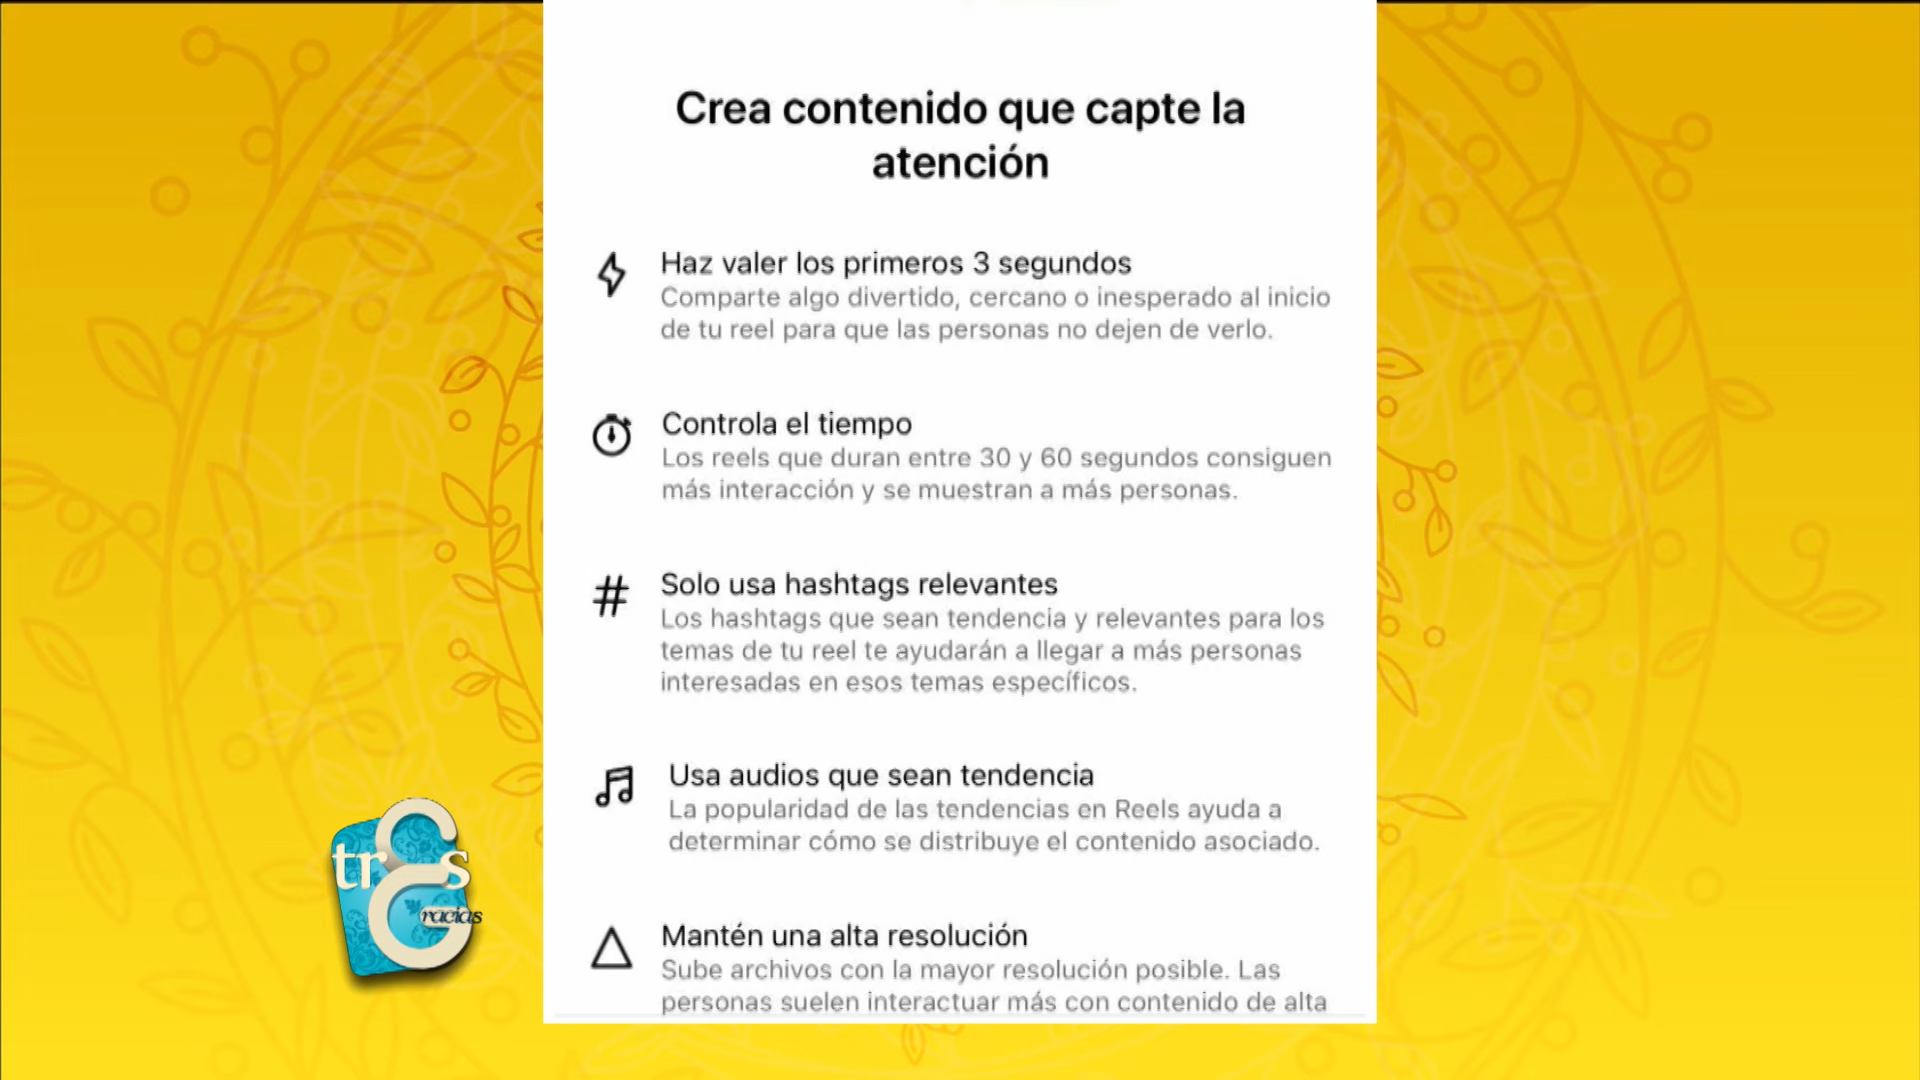 Crea contenido que capte la
atención
Haz valer los primeros 3 segundos
Comparte algo divertido, cercano o inesperado al inicio
de tu reel para que las personas no dejen de verlo.
Controla el tiempo
Los reels que duran entre 30 y 60 segundos consiguen
más interacción y se muestran a más personas.
# Solo usa hashtags relevantes
Los hashtags que sean tendencia y relevantes para los
temas de tu reel te ayudarán a llegar a más personas
interesadas en esos temas específicos.
Usa audios que sean tendencia
La popularidad de las tendencias en Reels ayuda a
determinar cómo se distribuye el contenido asociado.
Mantén una alta resolución
Sube archivos con la mayor resolución posible. Las
personas suelen interactuar más con contenido de alta
tres
Gracias